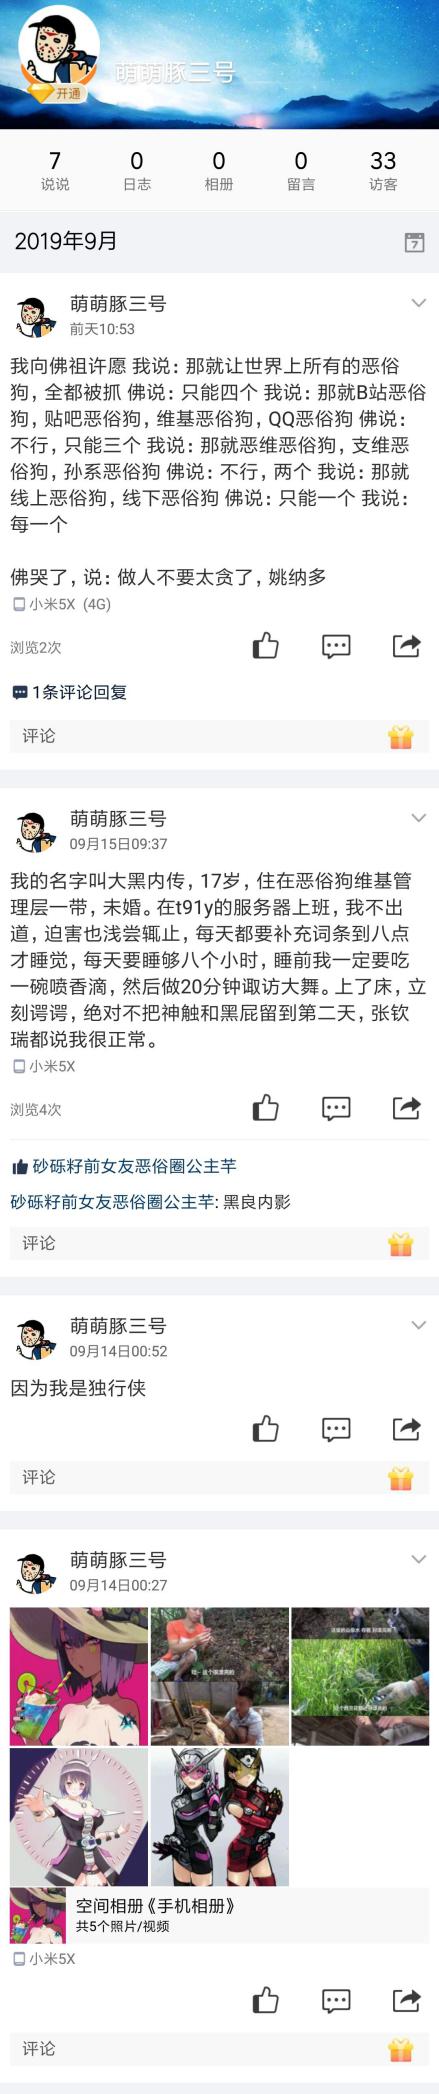 萌萌豚三号
开通
7
0
0
0
33
说说
日志
相册
留言
访客
2019年9月
7
萌萌豚三号
前天10:53
我向佛祖许愿 我说：那就让世界上所有的恶俗
狗，全都被抓 佛说：只能四个 我说：那就B站恶俗
狗，贴吧恶俗狗，维基恶俗狗，QQ恶俗狗 佛说：
不行，只能三个 我说：那就恶维恶俗狗，支维恶
俗狗，孙系恶俗狗 佛说：不行，两个 我说：那就
线上恶俗狗，线下恶俗狗 佛说：只能一个 我说：
每一个
佛哭了，说：做人不要太贪了，姚纳多
小米5X (4G)
浏览2次
1条评论回复
评论
萌萌豚三号
09月15日09:37
我的名字叫大黑内传，17岁，住在恶俗狗维基管
理层一带，未婚。在t91y的服务器上班，我不出
道，迫害也浅尝辄止，每天都要补充词条到八点
才睡觉，每天要睡够八个小时，睡前我一定要吃
一碗喷香滴，然后做20分钟诹访大舞。上了床，立
刻谔谔，绝对不把神触和黑屁留到第二天，张钦
瑞都说我很正常。
小米5X
浏览4次
砂砾籽前女友恶俗圈公主芊
砂砾籽前女友恶俗圈公主芊: 黑良内影
评论
萌萌豚三号
09月14日00:52
因为我是独行侠
评论
萌萌豚三号
09月14日00:27
空间相册《手机相册》
共5个照片/视频
小米5X
评论